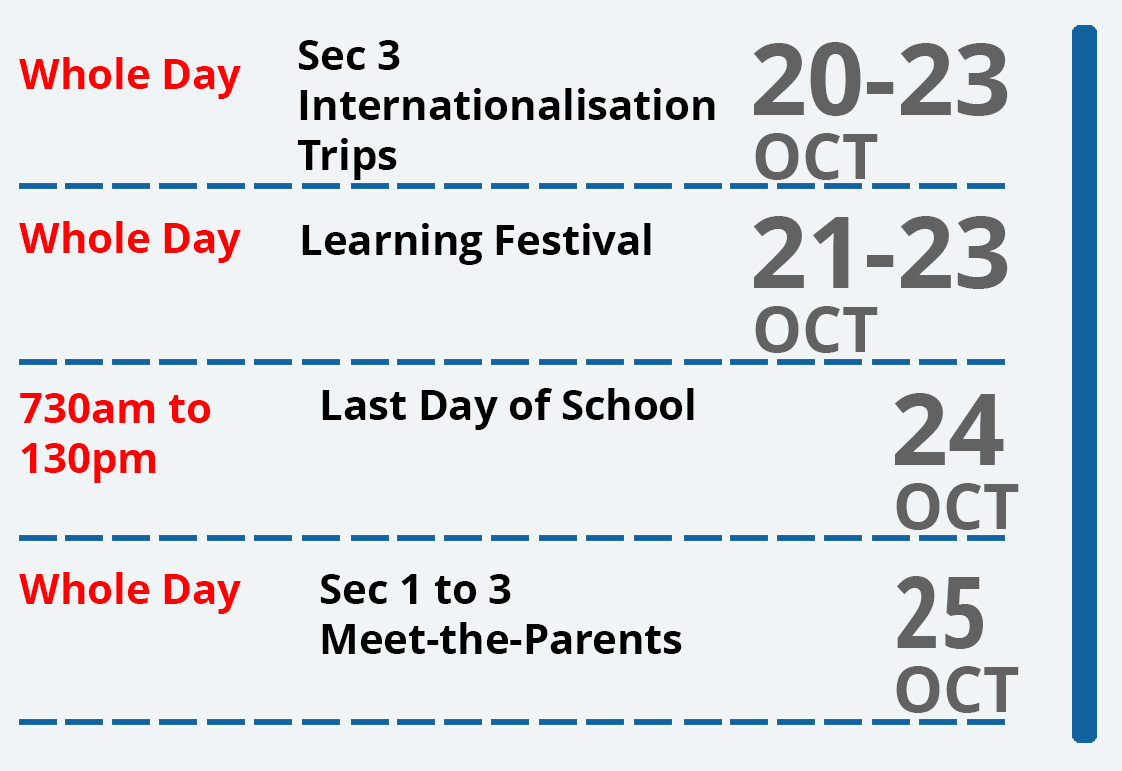 Whole Day
Sec 3
Internationalisation
Trips
20-23
OCT
Whole Day
Learning Festival
21-23
OCT
730am to
130pm
Last Day of School
24
OCT
Whole Day
Sec 1 to 3
Meet-the-Parents
25
OCT